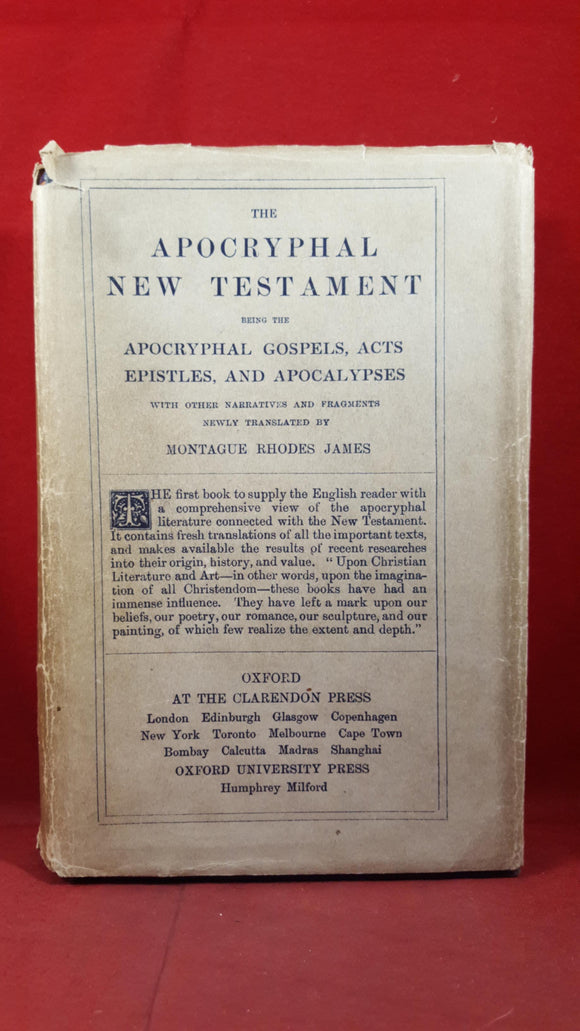 THE
APOCRYPHAL
NEW TESTAMENT
BEING THE
APOCRYPHAL GOSPELS, ACTS
EPISTLES, AND APOCALYPSES
WITH OTHER NARRATIVES AND FRAGMENTS
NEWLY TRANSLATED BY
MONTAGUE RHODES JAMES
THE first book to supply the English reader with
a comprehensive view of the apocryphal
literature connected with the New Testament.
It contains fresh translations of all the important texts,
and makes available the results of recent researches
into their origin, history, and value. “Upon Christian
Literature and Art—in other words, upon the imagina-
tion of all Christendom—these books have had an
immense influence. They have left a mark upon our
beliefs, our poetry, our romance, our sculpture, and our
painting, of which few realize the extent and depth.”
OXFORD
AT THE CLARENDON PRESS
London Edinburgh Glasgow Copenhagen
New York Toronto Melbourne Cape Town
Bombay Calcutta Madras Shanghai
OXFORD UNIVERSITY PRESS
Humphrey Milford